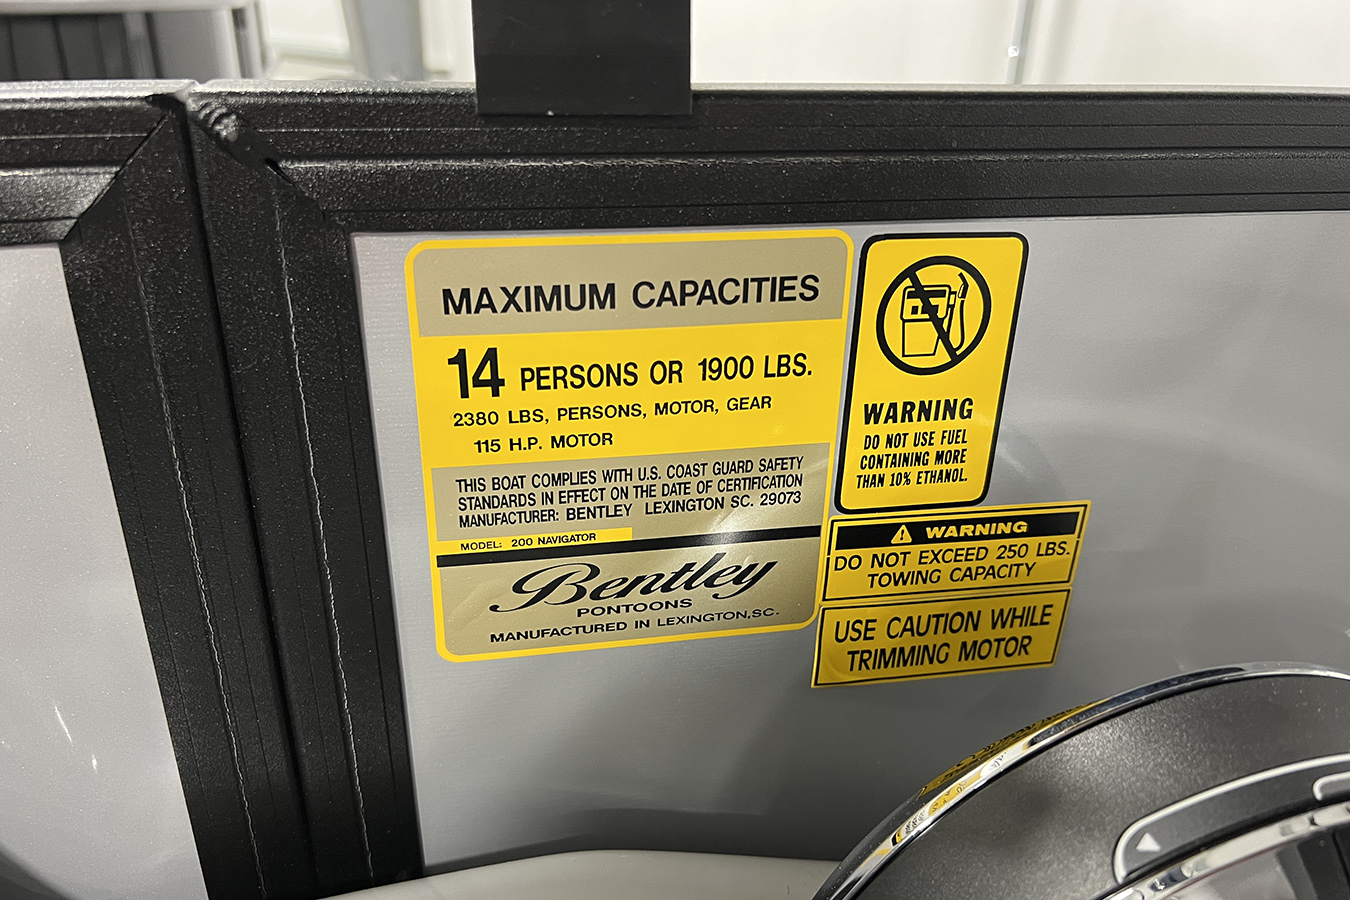 MAXIMUM CAPACITIES
14 PERSONS OR 1900 LBS.
2380 LBS, PERSONS, MOTOR, GEAR
115 H.P. MOTOR
THIS BOAT COMPLIES WITH U.S. COAST GUARD SAFETY
STANDARDS IN EFFECT ON THE DATE OF CERTIFICATION
MANUFACTURER: BENTLEY LEXINGTON SC. 29073
MODEL: 200 NAVIGATOR
Bentley
PONTOONS
MANUFACTURED IN LEXINGTON,SC.
WARNING
DO NOT USE FUEL
CONTAINING MORE
THAN 10% ETHANOL.
WARNING
DO NOT EXCEED 250 LBS.
TOWING CAPACITY
USE CAUTION WHILE
TRIMMING MOTOR